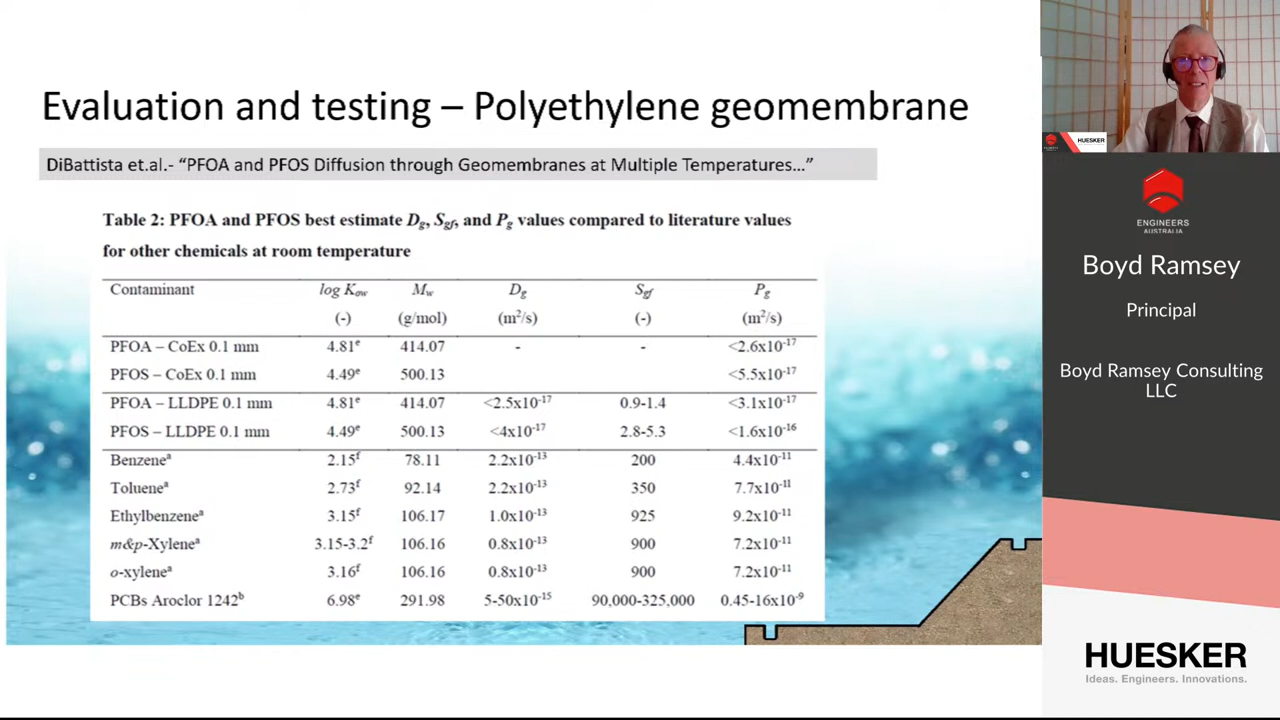 Evaluation and testing – Polyethylene geomembrane
DiBattista et.al.- “PFOA and PFOS Diffusion through Geomembranes at Multiple Temperatures…”
Table 2: PFOA and PFOS best estimate Dg, Sgf, and Pg values compared to literature values
for other chemicals at room temperature
Contaminant log Kow Mw Dg Sgf Pg
(-) (g/mol) (m²/s) (-) (m²/s)
PFOA – CoEx 0.1 mm 4.81ᵉ 414.07 - - <2.6x10⁻¹⁷
PFOS – CoEx 0.1 mm 4.49ᵉ 500.13 <5.5x10⁻¹⁷
PFOA – LLDPE 0.1 mm 4.81ᵉ 414.07 <2.5x10⁻¹⁷ 0.9-1.4 <3.1x10⁻¹⁷
PFOS – LLDPE 0.1 mm 4.49ᵉ 500.13 <4x10⁻¹⁷ 2.8-5.3 <1.6x10⁻¹⁶
Benzeneᵃ 2.15ᶠ 78.11 2.2x10⁻¹³ 200 4.4x10⁻¹¹
Tolueneᵃ 2.73ᶠ 92.14 2.2x10⁻¹³ 350 7.7x10⁻¹¹
Ethylbenzeneᵃ 3.15ᶠ 106.17 1.0x10⁻¹³ 925 9.2x10⁻¹¹
m&p-Xyleneᵃ 3.15-3.2ᶠ 106.16 0.8x10⁻¹³ 900 7.2x10⁻¹¹
o-xyleneᵃ 3.16ᶠ 106.16 0.8x10⁻¹³ 900 7.2x10⁻¹¹
PCBs Aroclor 1242ᵇ 6.98ᵉ 291.98 5-50x10⁻¹⁵ 90,000-325,000 0.45-16x10⁻⁹
HUESKER
ENGINEERS
AUSTRALIA
Boyd Ramsey
Principal
Boyd Ramsey Consulting
LLC
HUESKER
Ideas. Engineers. Innovations.